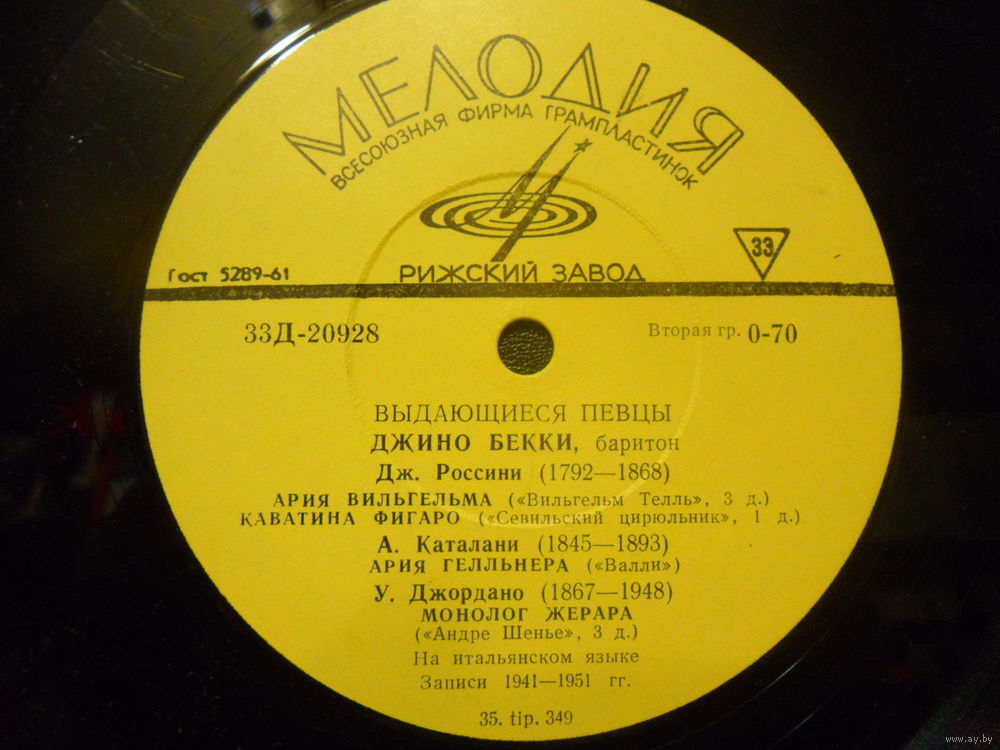 МЕЛОДИЯ
ВСЕСОЮЗНАЯ ФИРМА ГРАМПЛАСТИНОК
33
Гост 5289-61
РИЖСКИЙ ЗАВОД
33Д-20928
Вторая гр. 0-70
ВЫДАЮЩИЕСЯ ПЕВЦЫ
ДЖИНО БЕККИ, баритон
Дж. Россини (1792—1868)
АРИЯ ВИЛЬГЕЛЬМА («Вильгельм Телль», 3 д.)
КАВАТИНА ФИГАРО («Севильский цирюльник», 1 д.)
А. Каталани (1845—1893)
АРИЯ ГЕЛЛЬНЕРА («Валли»)
У. Джордано (1867—1948)
МОНОЛОГ ЖЕРАРА
(«Андре Шенье», 3 д.)
На итальянском языке
Записи 1941—1951 гг.
35. tip. 349
www.ay.by